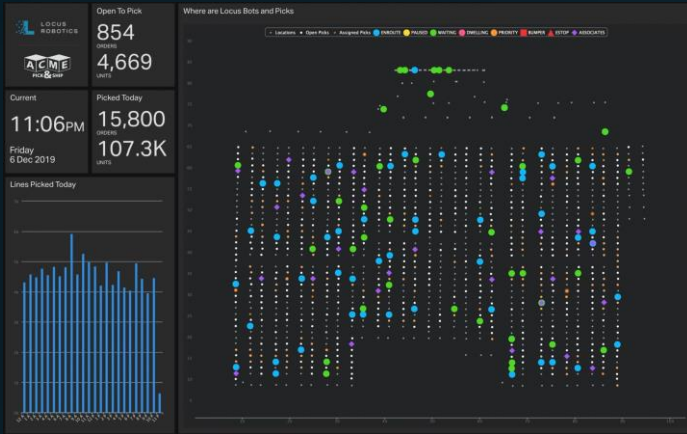 LOCUS
ROBOTICS
ACME
PICK & SHIP
Open To Pick
854
ORDERS
4,669
UNITS
Current
11:06PM
Friday
6 Dec 2019
Picked Today
15,800
ORDERS
107.3K
UNITS
Lines Picked Today
Where are Locus Bots and Picks
Locations Open Picks Assigned Picks ENROUTE PAUSED WAITING DWELLING PRIORITY BUMPER ESTOP ASSOCIATES